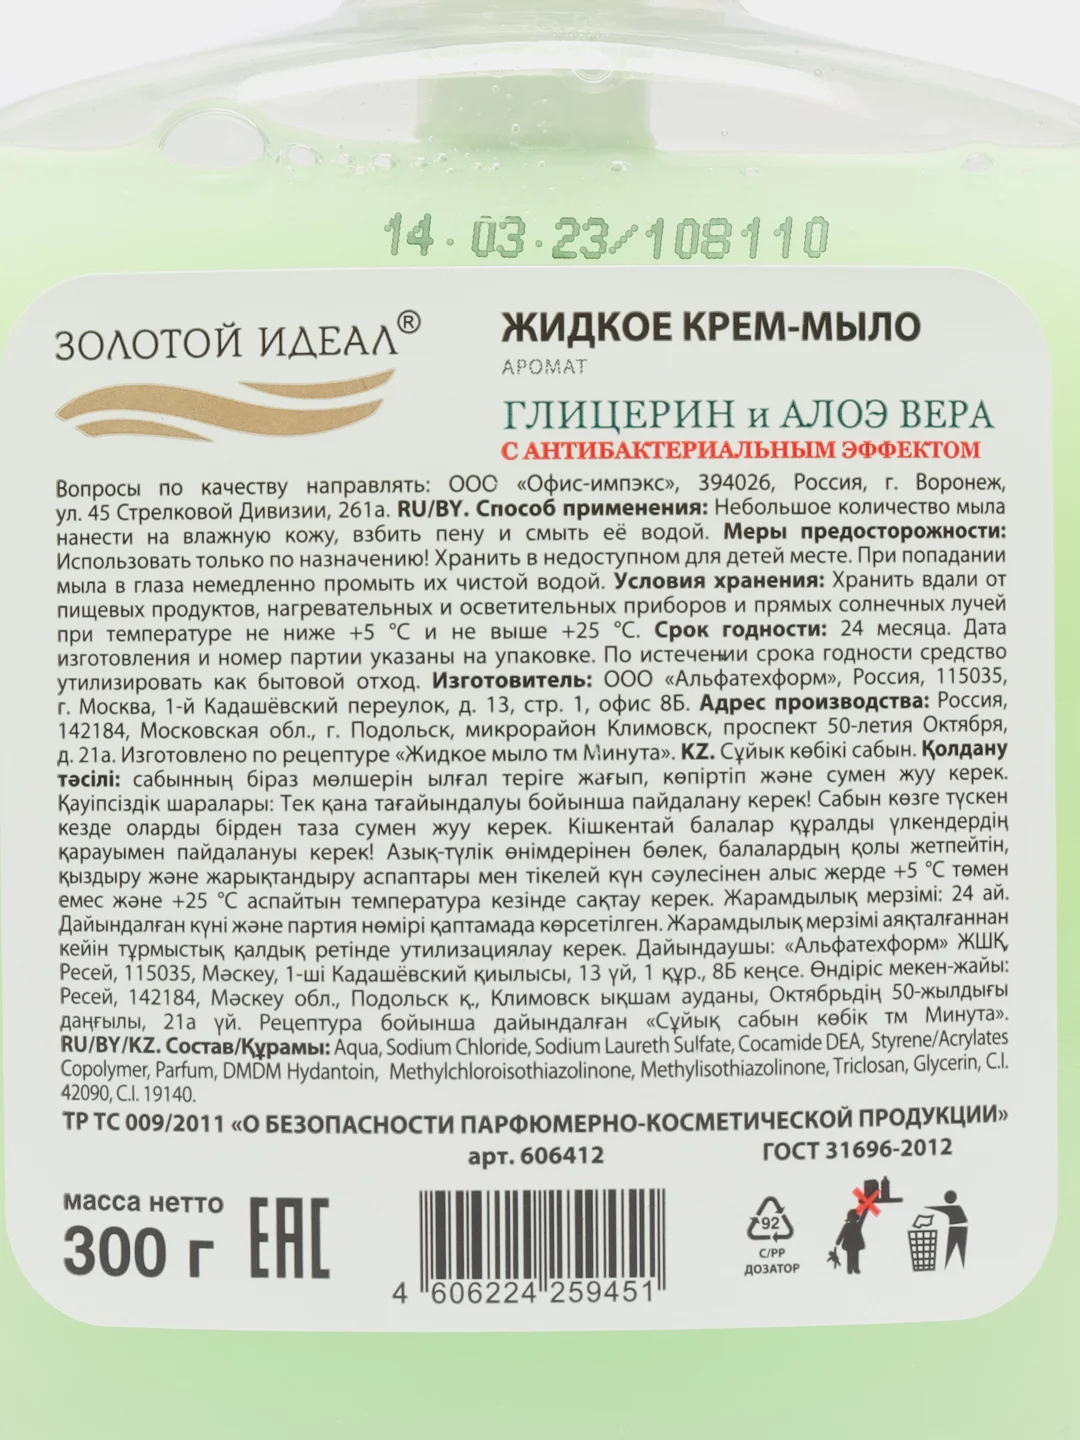 14.03.23/108110
ЗОЛОТОЙ ИДЕАЛ®
ЖИДКОЕ КРЕМ-МЫЛО
АРОМАТ
ГЛИЦЕРИН и АЛОЭ ВЕРА
С АНТИБАКТЕРИАЛЬНЫМ ЭФФЕКТОМ
Вопросы по качеству направлять: ООО «Офис-импэкс», 394026, Россия, г. Воронеж,
ул. 45 Стрелковой Дивизии, 261а. RU/BY. Способ применения: Небольшое количество мыла
нанести на влажную кожу, взбить пену и смыть её водой. Меры предосторожности:
Использовать только по назначению! Хранить в недоступном для детей месте. При попадании
мыла в глаза немедленно промыть их чистой водой. Условия хранения: Хранить вдали от
пищевых продуктов, нагревательных и осветительных приборов и прямых солнечных лучей
при температуре не ниже +5 °С и не выше +25 °С. Срок годности: 24 месяца. Дата
изготовления и номер партии указаны на упаковке. По истечении срока годности средство
утилизировать как бытовой отход. Изготовитель: ООО «Альфатехформ», Россия, 115035,
г. Москва, 1-й Кадашёвский переулок, д. 13, стр. 1, офис 8Б. Адрес производства: Россия,
142184, Московская обл., г. Подольск, микрорайон Климовск, проспект 50-летия Октября,
д. 21а. Изготовлено по рецептуре «Жидкое мыло тм Минута». KZ. Сұйық көбікі сабын. Қолдану
тәсілі: сабынның біраз мөлшерін ылғал теріге жағып, көпіртіп және сумен жуу керек.
Қауіпсіздік шаралары: Тек қана тағайындалуы бойынша пайдалану керек! Сабын көзге түскен
кезде оларды бірден таза сумен жуу керек. Кішкентай балалар құралды үлкендердің
қарауымен пайдалануы керек! Азық-түлік өнімдерінен бөлек, балалардың қолы жетпейтін,
қыздыру және жарықтандыру аспаптары мен тікелей күн сәулесінен алыс жерде +5 °С төмен
емес және +25 °С аспайтын температура кезінде сақтау керек. Жарамдылық мерзімі: 24 ай.
Дайындалған күні және партия нөмірі қаптамада көрсетілген. Жарамдылық мерзімі аяқталғаннан
кейін тұрмыстық қалдық ретінде утилизациялау керек. Дайындаушы: «Альфатехформ» ЖШҚ,
Ресей, 115035, Мәскеу, 1-ші Кадашёвский қиылысы, 13 үй, 1 құр., 8Б кеңсе. Өндіріс мекен-жайы:
Ресей, 142184, Мәскеу обл., Подольск қ., Климовск ықшам ауданы, Октябрьдің 50-жылдығы
даңғылы, 21а үй. Рецептура бойынша дайындалған «Сұйық сабын көбік тм Минута».
RU/BY/KZ. Состав/Құрамы: Aqua, Sodium Chloride, Sodium Laureth Sulfate, Cocamide DEA, Styrene/Acrylates
Copolymer, Parfum, DMDM Hydantoin, Methylchloroisothiazolinone, Methylisothiazolinone, Triclosan, Glycerin, C.I.
42090, C.I. 19140.
ТР ТС 009/2011 «О БЕЗОПАСНОСТИ ПАРФЮМЕРНО-КОСМЕТИЧЕСКОЙ ПРОДУКЦИИ»
арт. 606412
ГОСТ 31696-2012
масса нетто
300 г
EAC
4 606224 259451
92
C/PP
ДОЗАТОР